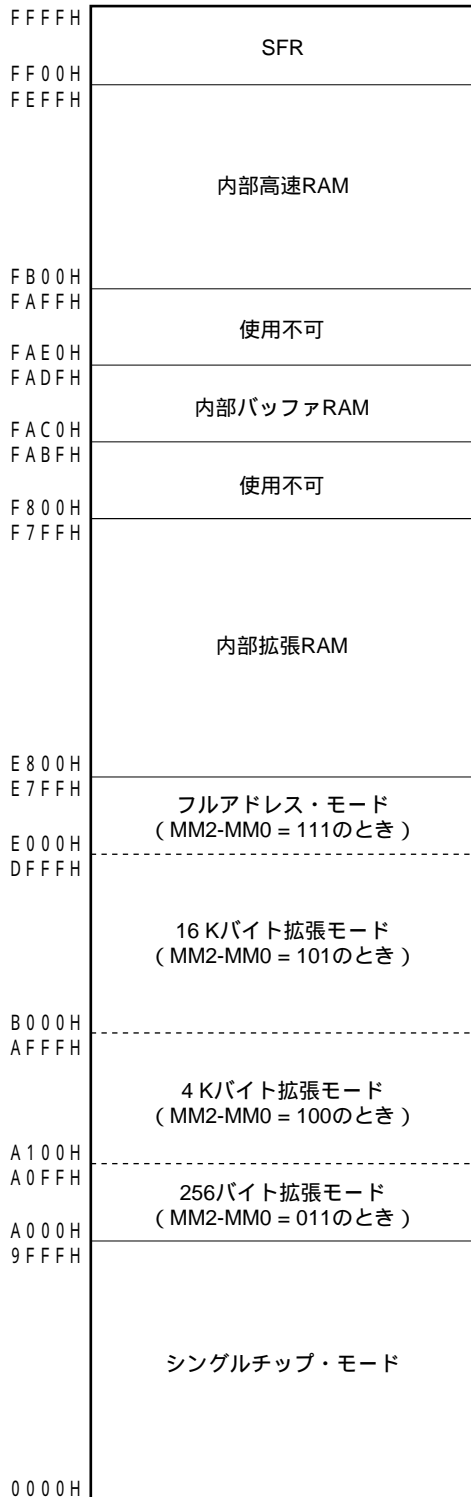 FFFFH
SFR
FF00H
FEFFH
内部高速RAM
FB00H
FAFFH
使用不可
FAE0H
FADFH
内部バッファRAM
FAC0H
FABFH
使用不可
F800H
F7FFH
内部拡張RAM
E800H
E7FFH
フルアドレス・モード
(MM2-MM0 = 111のとき)
E000H
DFFFH
16 Kバイト拡張モード
(MM2-MM0 = 101のとき)
B000H
AFFFH
4 Kバイト拡張モード
(MM2-MM0 = 100のとき)
A100H
A0FFH
256バイト拡張モード
(MM2-MM0 = 011のとき)
A000H
9FFFH
シングルチップ・モード
0000H